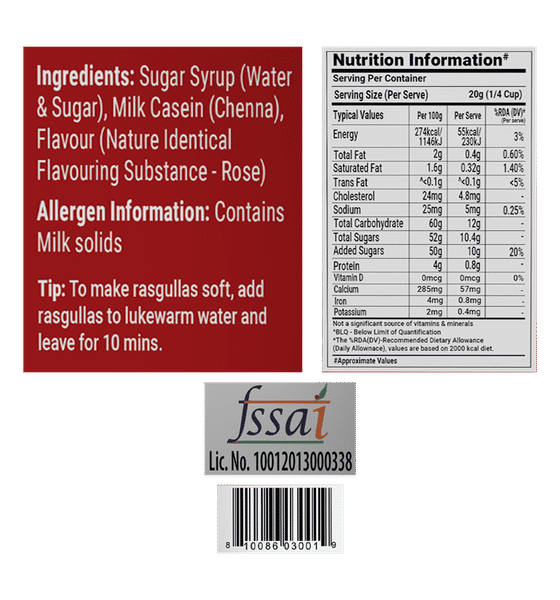 Ingredients: Sugar Syrup (Water
& Sugar), Milk Casein (Chenna),
Flavour (Nature Identical
Flavouring Substance - Rose)
Allergen Information: Contains
Milk solids
Tip: To make rasgullas soft, add
rasgullas to lukewarm water and
leave for 10 mins.
Nutrition Information#
Serving Per Container
Serving Size (Per Serve) 20g (1/4 Cup)
Typical Values Per 100g Per Serve %RDA (DV)* (Per serve)
Energy 274kcal/ 1146kJ 55kcal/ 230kJ 3%
Total Fat 2g 0.4g 0.60%
Saturated Fat 1.6g 0.32g 1.40%
Trans Fat ^<0.1g ^<0.1g <5%
Cholesterol 24mg 4.8mg -
Sodium 25mg 5mg 0.25%
Total Carbohydrate 60g 12g -
Total Sugars 52g 10.4g -
Added Sugars 50g 10g 20%
Protein 4g 0.8g -
Vitamin D 0mcg 0mcg 0%
Calcium 285mg 57mg -
Iron 4mg 0.8mg -
Potassium 2mg 0.4mg -
Not a significant source of vitamins & minerals
^BLQ - Below Limit of Quantification
*The %RDA(DV)-Recommended Dietary Allowance
(Daily Allownace), values are based on 2000 kcal diet.
#Approximate Values
fssai
Lic. No. 10012013000338
8 10086 03001 9